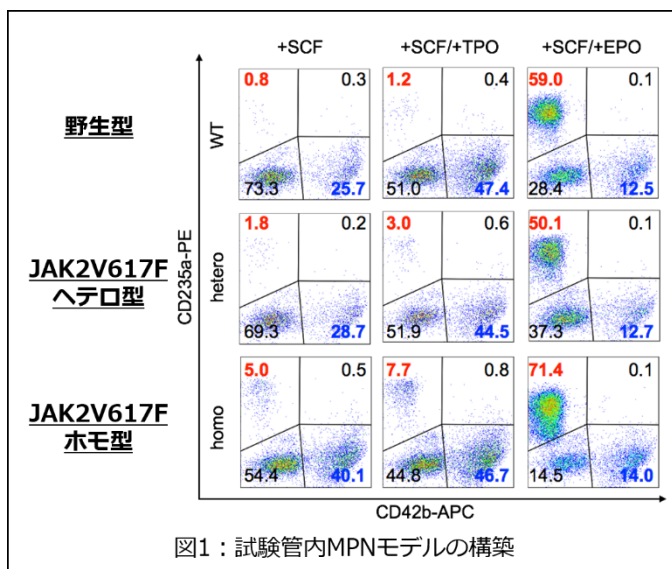 +SCF +SCF/+TPO +SCF/+EPO
野生型
WT
0.8 0.3 1.2 0.4 59.0 0.1
73.3 25.7 51.0 47.4 28.4 12.5
JAK2V617F
ヘテロ型
hetero
1.8 0.2 3.0 0.6 50.1 0.1
69.3 28.7 51.9 44.5 37.3 12.7
JAK2V617F
ホモ型
homo
5.0 0.5 7.7 0.8 71.4 0.1
54.4 40.1 44.8 46.7 14.5 14.0
CD235a-PE
CD42b-APC
図1：試験管内MPNモデルの構築